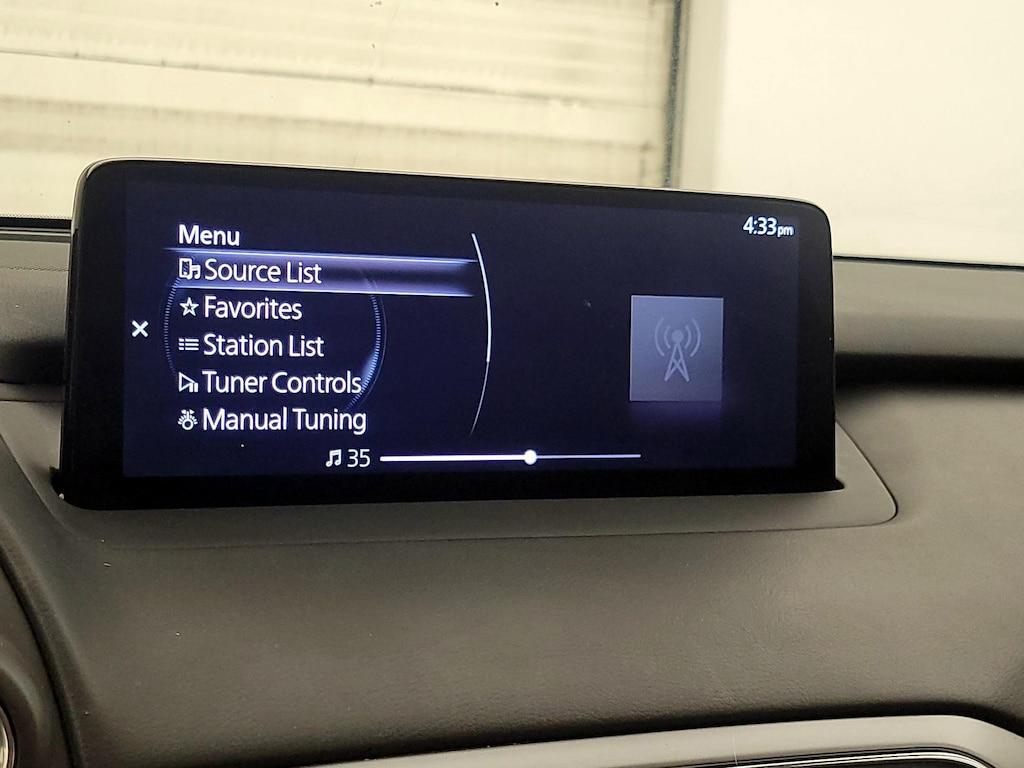 4:33pm
Menu
Source List
Favorites
Station List
Tuner Controls
Manual Tuning
35